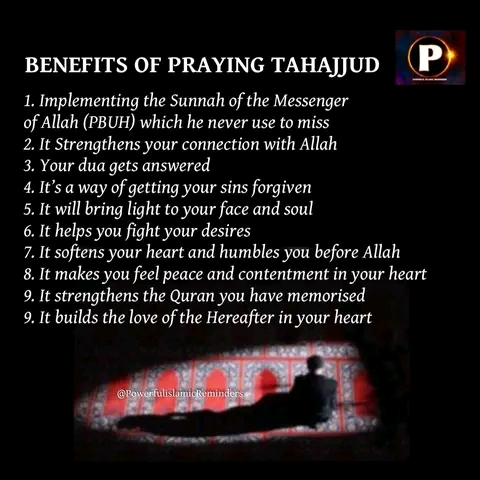 BENEFITS OF PRAYING TAHAJJUD
P
1. Implementing the Sunnah of the Messenger
of Allah (PBUH) which he never use to miss
2. It Strengthens your connection with Allah
3. Your dua gets answered
4. It's a way of getting your sins forgiven
5. It will bring light to your face and soul
6. It helps you fight your desires
7. It softens your heart and humbles you before Allah
8. It makes you feel peace and contentment in your heart
9. It strengthens the Quran you have memorised
9. It builds the love of the Hereafter in your heart
@PowerfulislamicReminders